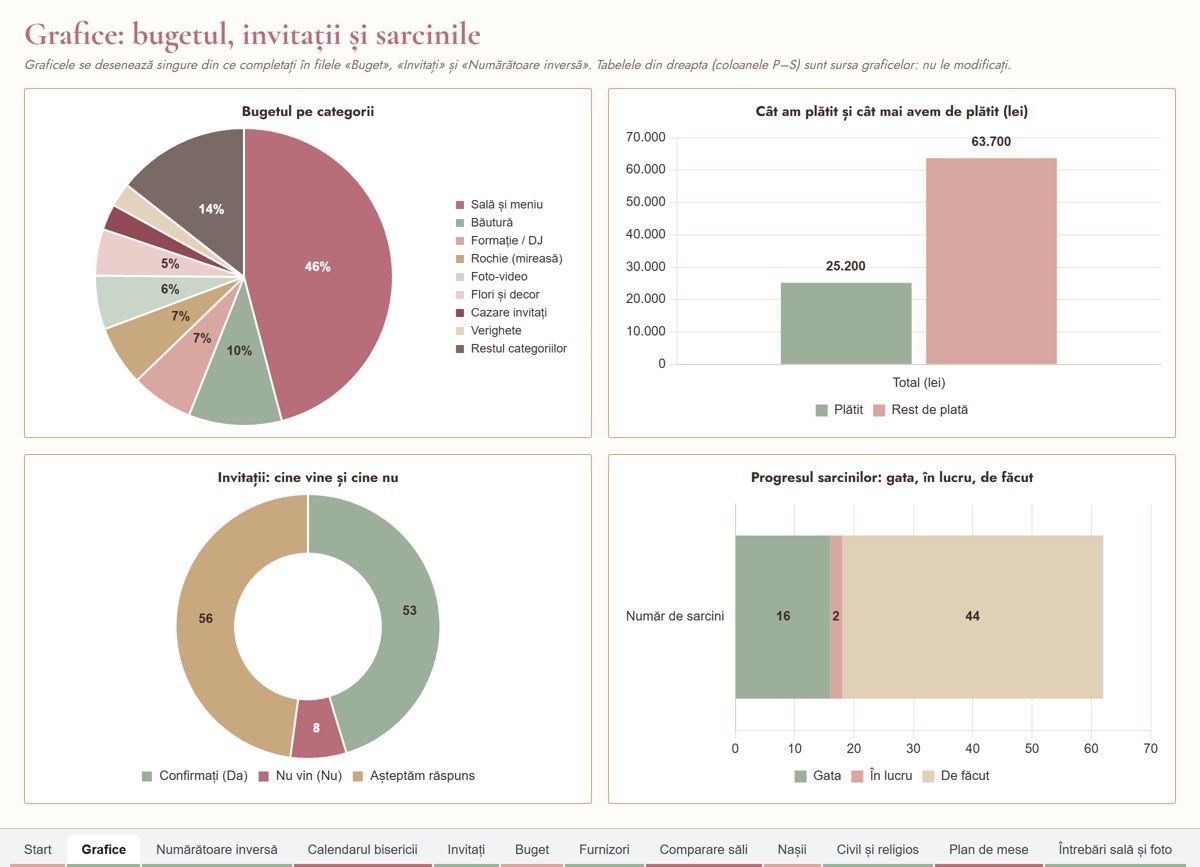 Grafice: bugetul, invitații și sarcinile
Graficele se desenează singure din ce completați în filele «Buget», «Invitați» și «Numărătoare inversă». Tabelele din dreapta (coloanele P–S) sunt sursa graficelor: nu le modificați.
Bugetul pe categorii
14%
46%
5%
6%
7%
7%
10%
Sală și meniu
Băutură
Formație / DJ
Rochie (mireasă)
Foto-video
Flori și decor
Cazare invitați
Verighete
Restul categoriilor
Cât am plătit și cât mai avem de plătit (lei)
70.000
60.000
50.000
40.000
30.000
20.000
10.000
0
25.200
63.700
Total (lei)
Plătit Rest de plată
Invitații: cine vine și cine nu
56
53
8
Confirmați (Da) Nu vin (Nu) Așteptăm răspuns
Progresul sarcinilor: gata, în lucru, de făcut
Număr de sarcini
16 2 44
0 10 20 30 40 50 60 70
Gata În lucru De făcut
Start Grafice Numărătoare inversă Calendarul bisericii Invitați Buget Furnizori Comparare săli Nașii Civil și religios Plan de mese Întrebări sală și foto